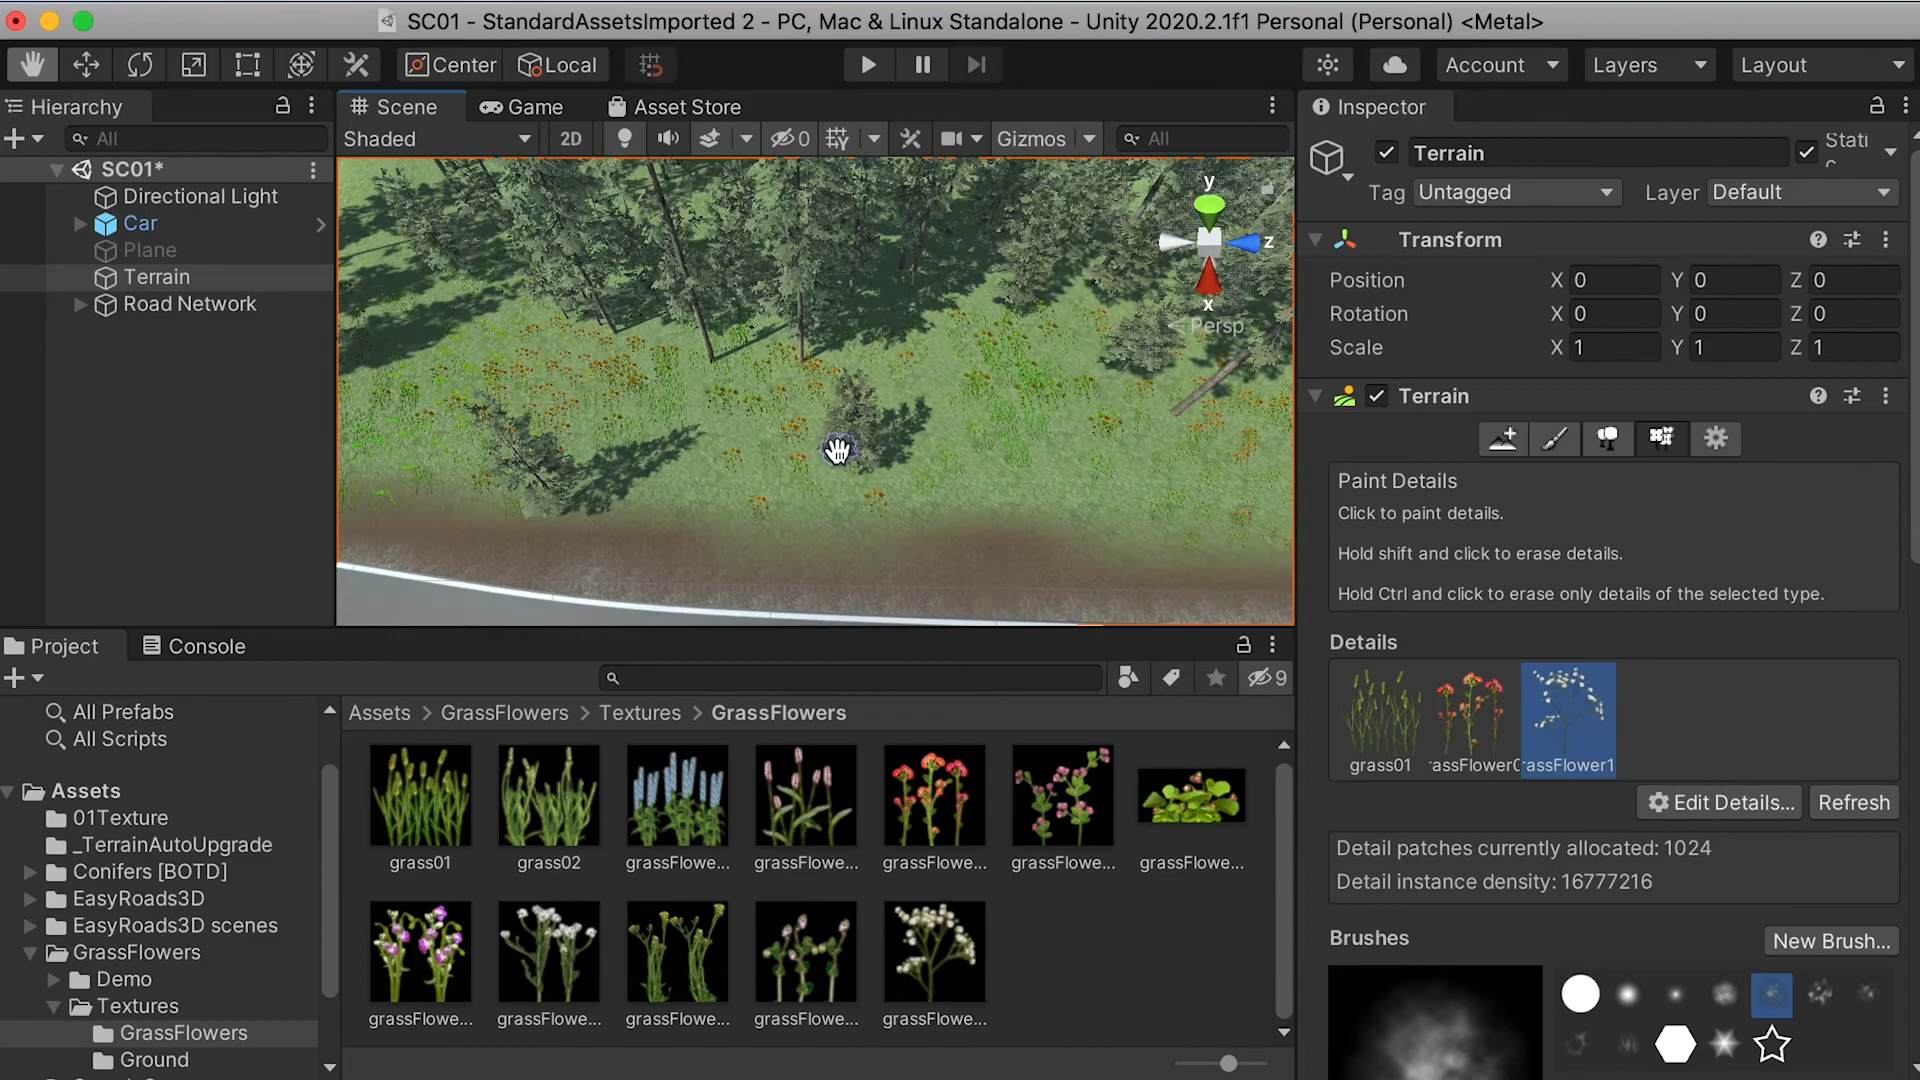 SC01 - StandardAssetsImported 2 - PC, Mac & Linux Standalone - Unity 2020.2.1f1 Personal (Personal) <Metal>
Center
Local
Account
Layers
Layout
Hierarchy
All
SC01*
Directional Light
Car
Plane
Terrain
Road Network
Scene
Game
Asset Store
Shaded
2D
0
Gizmos
All
y
z
x
Persp
Inspector
Terrain
Stati
c
Tag Untagged
Layer Default
Transform
Position X 0 Y 0 Z 0
Rotation X 0 Y 0 Z 0
Scale X 1 Y 1 Z 1
Terrain
Paint Details
Click to paint details.
Hold shift and click to erase details.
Hold Ctrl and click to erase only details of the selected type.
Details
grass01
assFlower1
Edit Details...
Refresh
Detail patches currently allocated: 1024
Detail instance density: 16777216
Brushes
New Brush...
Project
Console
9
All Prefabs
All Scripts
Assets
01Texture
_TerrainAutoUpgrade
Conifers [BOTD]
EasyRoads3D
EasyRoads3D scenes
GrassFlowers
Demo
Textures
GrassFlowers
Ground
Assets > GrassFlowers > Textures > GrassFlowers
grass01
grass02
grassFlowe...
grassFlowe...
grassFlowe...
grassFlowe...
grassFlowe...
grassFlowe...
grassFlowe...
grassFlowe...
grassFlowe...
grassFlowe...